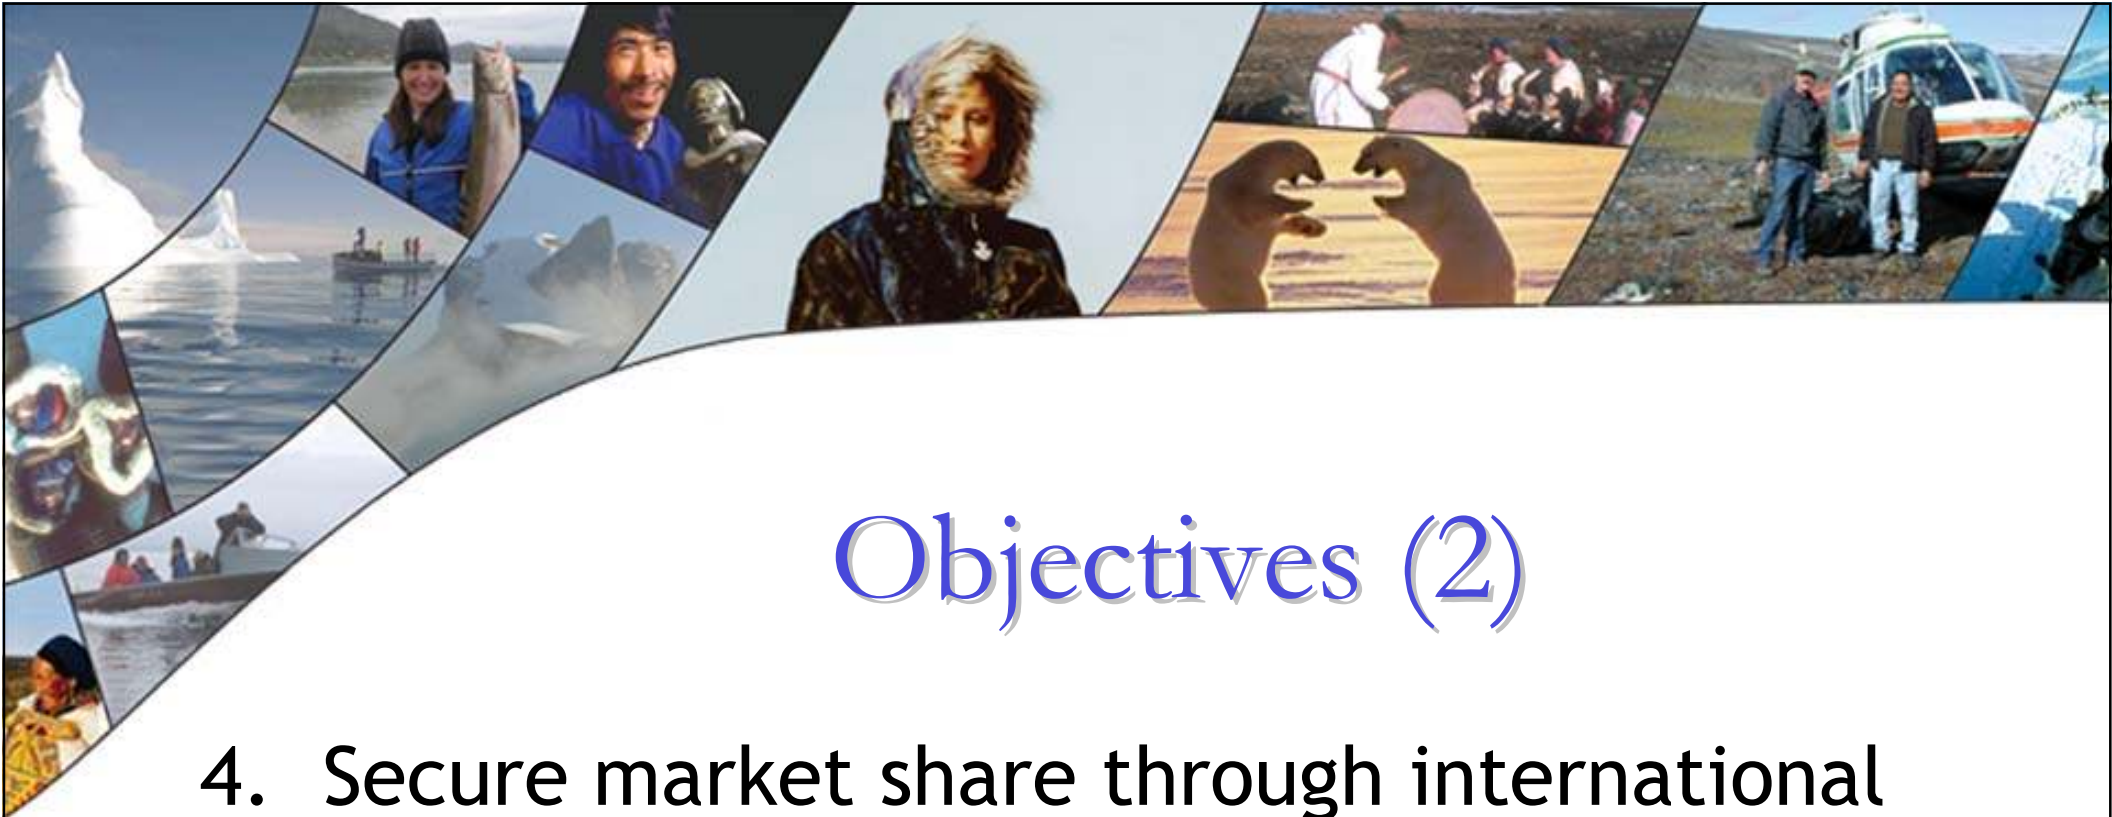 Objectives (2)
4. Secure market share through international